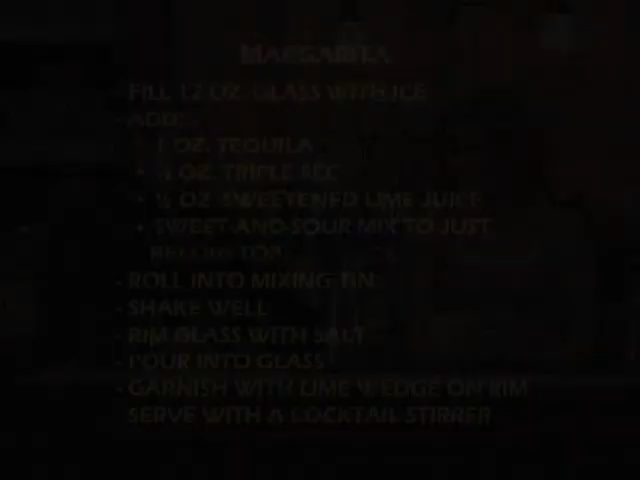 MARGARITA
- FILL 12 OZ. GLASS WITH ICE
- ADD:
• 1 OZ. TEQUILA
• OZ. TRIPLE SEC
• ½ OZ. SWEETENED LIME JUICE
• SWEET-AND-SOUR MIX TO JUST
BELOW TOP
- ROLL INTO MIXING TIN
- SHAKE WELL
- RIM GLASS WITH SALT
- POUR INTO GLASS
- GARNISH WITH LIME WEDGE ON RIM
SERVE WITH A COCKTAIL STIRRER